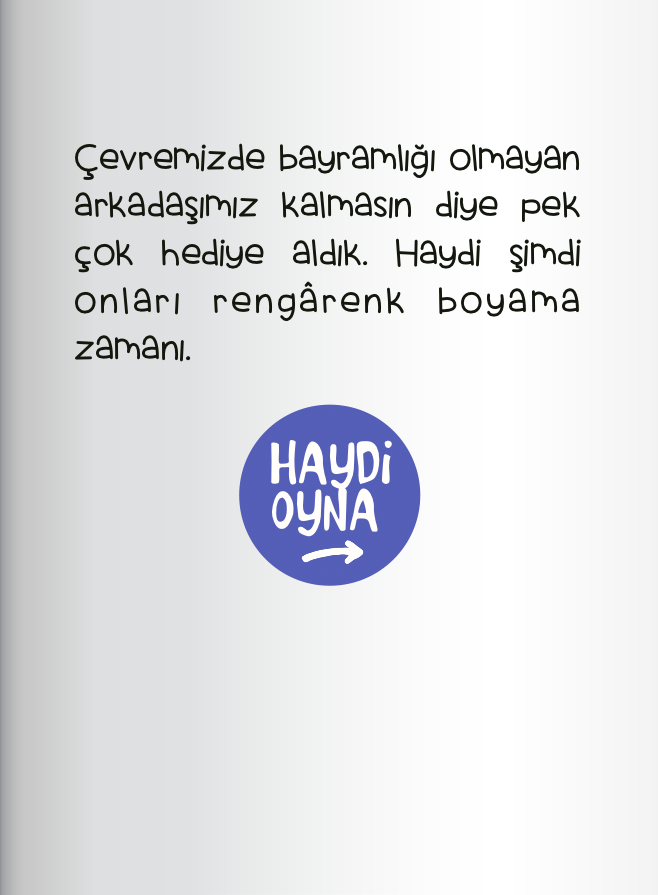 Çevremizde bayramlığı olmayan
arkadaşımız kalmasın diye pek
çok hediye aldık. Haydi şimdi
onları rengârenk boyama
zamanı.
HAYDİ
OYNA